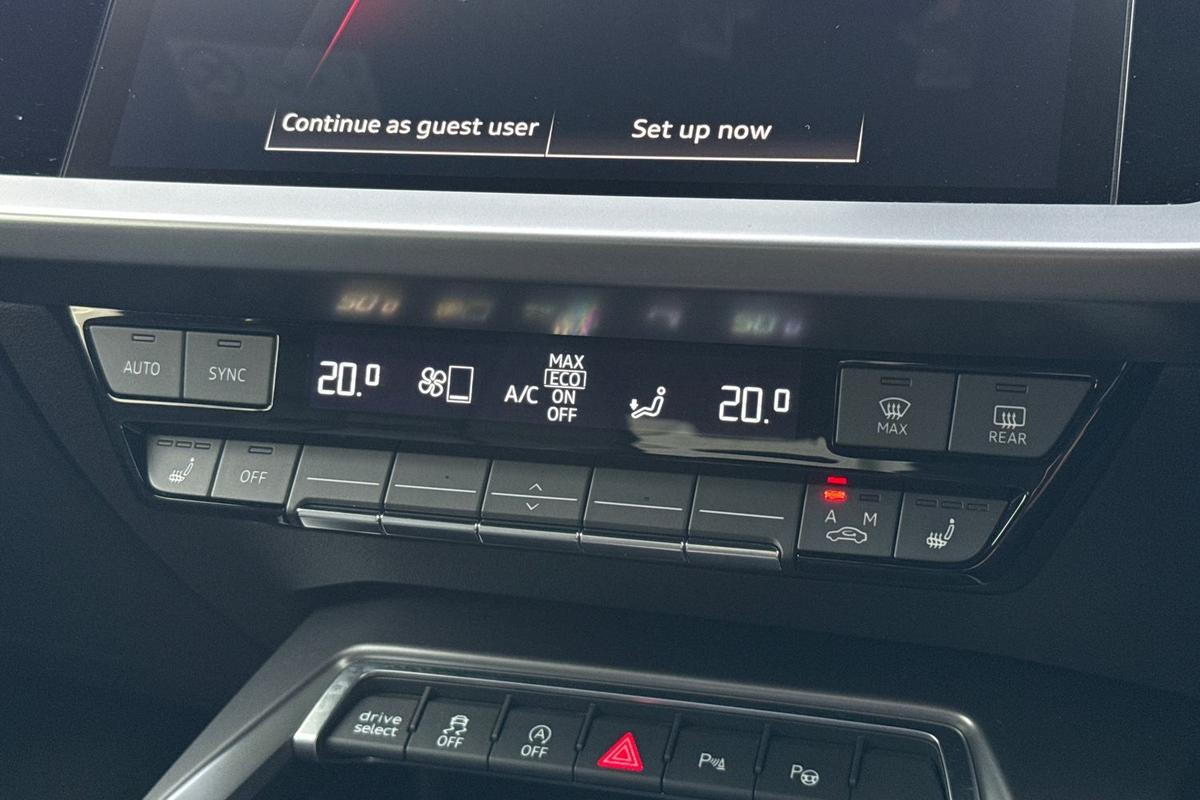 Continue as guest user
Set up now
AUTO
SYNC
20.0
A/C
MAX
ECO
ON
OFF
20.0
MAX
REAR
OFF
A
M
drive
select
OFF
A
OFF
P
P